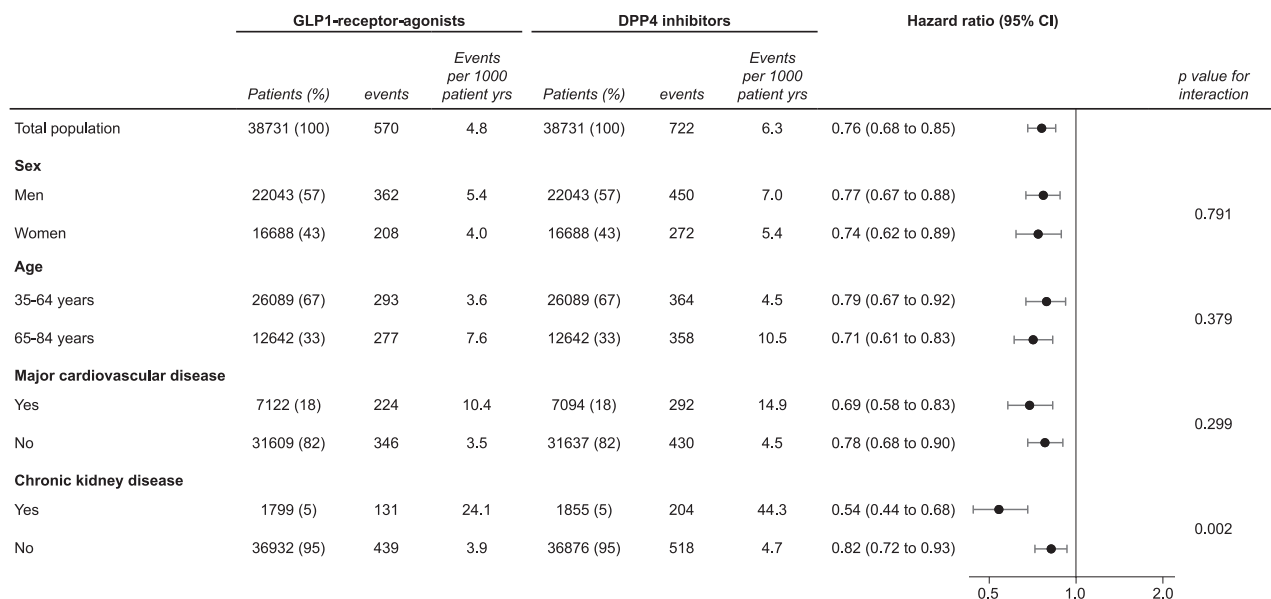 GLP1-receptor-agonists DPP4 inhibitors Hazard ratio (95% CI)
Patients (%) events Events per 1000 patient yrs Patients (%) events Events per 1000 patient yrs p value for interaction
Total population 38731 (100) 570 4.8 38731 (100) 722 6.3 0.76 (0.68 to 0.85)
Sex
Men 22043 (57) 362 5.4 22043 (57) 450 7.0 0.77 (0.67 to 0.88)
0.791
Women 16688 (43) 208 4.0 16688 (43) 272 5.4 0.74 (0.62 to 0.89)
Age
35-64 years 26089 (67) 293 3.6 26089 (67) 364 4.5 0.79 (0.67 to 0.92)
0.379
65-84 years 12642 (33) 277 7.6 12642 (33) 358 10.5 0.71 (0.61 to 0.83)
Major cardiovascular disease
Yes 7122 (18) 224 10.4 7094 (18) 292 14.9 0.69 (0.58 to 0.83)
0.299
No 31609 (82) 346 3.5 31637 (82) 430 4.5 0.78 (0.68 to 0.90)
Chronic kidney disease
Yes 1799 (5) 131 24.1 1855 (5) 204 44.3 0.54 (0.44 to 0.68)
0.002
No 36932 (95) 439 3.9 36876 (95) 518 4.7 0.82 (0.72 to 0.93)
0.5 1.0 2.0